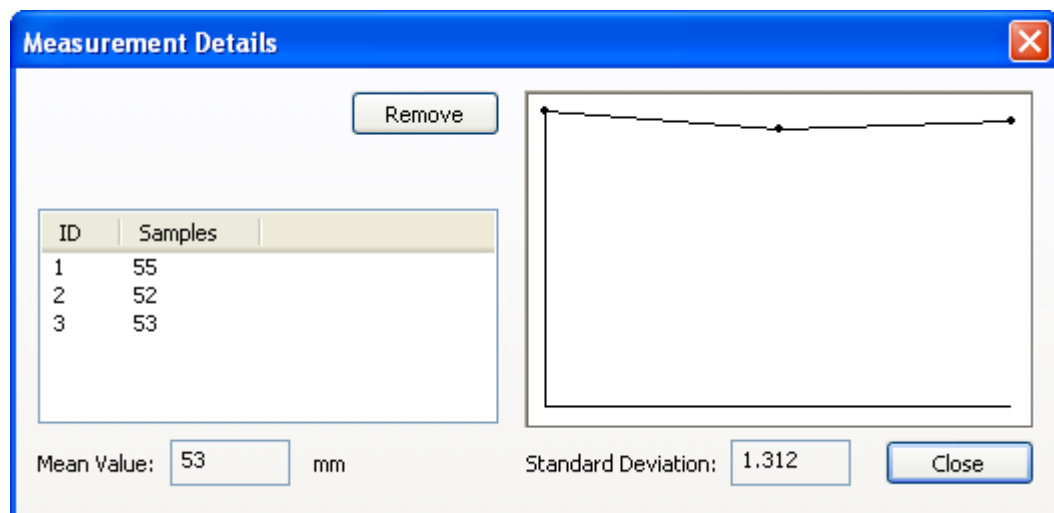 Measurement Details
Remove
ID Samples
1 55
2 52
3 53
Mean Value: 53 mm
Standard Deviation: 1.312
Close